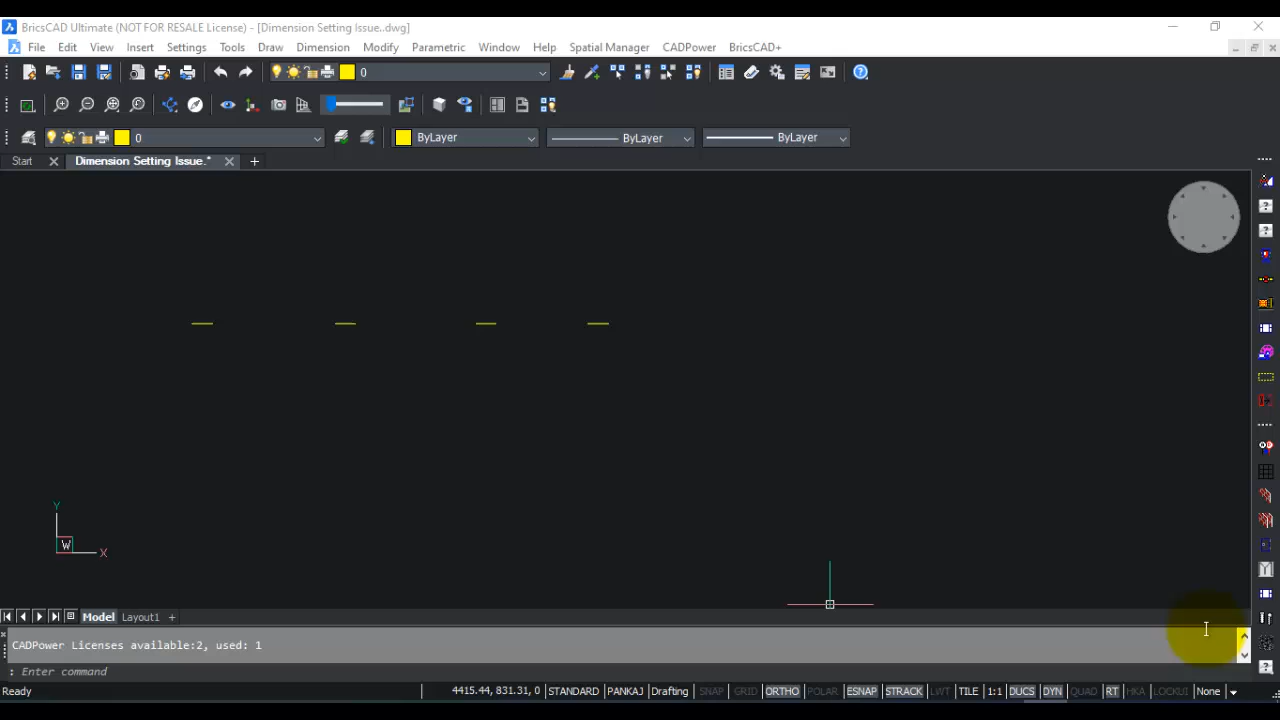 BricsCAD Ultimate (NOT FOR RESALE License) - [Dimension Setting Issue..dwg]
File Edit View Insert Settings Tools Draw Dimension Modify Parametric Window Help Spatial Manager CADPower BricsCAD+
0
0 ByLayer ByLayer ByLayer
Start Dimension Setting Issue.*
Y
W X
Model Layout1 +
CADPower Licenses available:2, used: 1
: Enter command
Ready 4415.44, 831.31, 0 STANDARD PANKAJ Drafting SNAP GRID ORTHO POLAR ESNAP STRACK LWT TILE 1:1 DUCS DYN QUAD RT HKA LOCKUI None